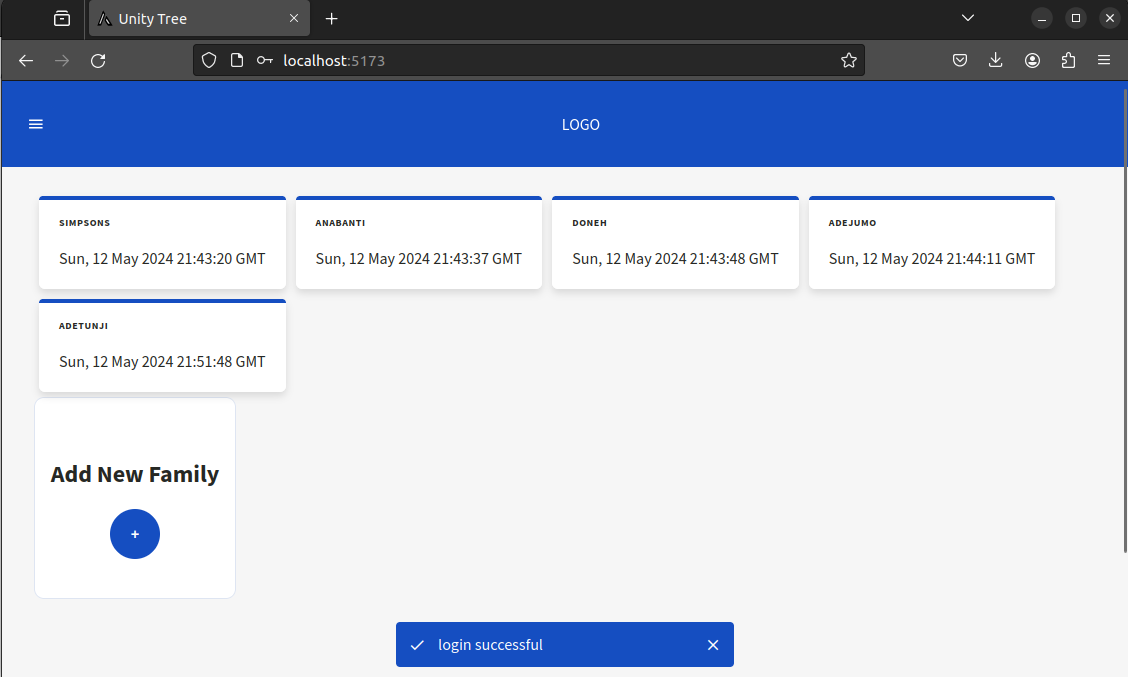 Unity Tree
localhost:5173
LOGO
SIMPSONS
Sun, 12 May 2024 21:43:20 GMT
ANABANTI
Sun, 12 May 2024 21:43:37 GMT
DONEH
Sun, 12 May 2024 21:43:48 GMT
ADEJUMO
Sun, 12 May 2024 21:44:11 GMT
ADETUNJI
Sun, 12 May 2024 21:51:48 GMT
Add New Family
+
login successful